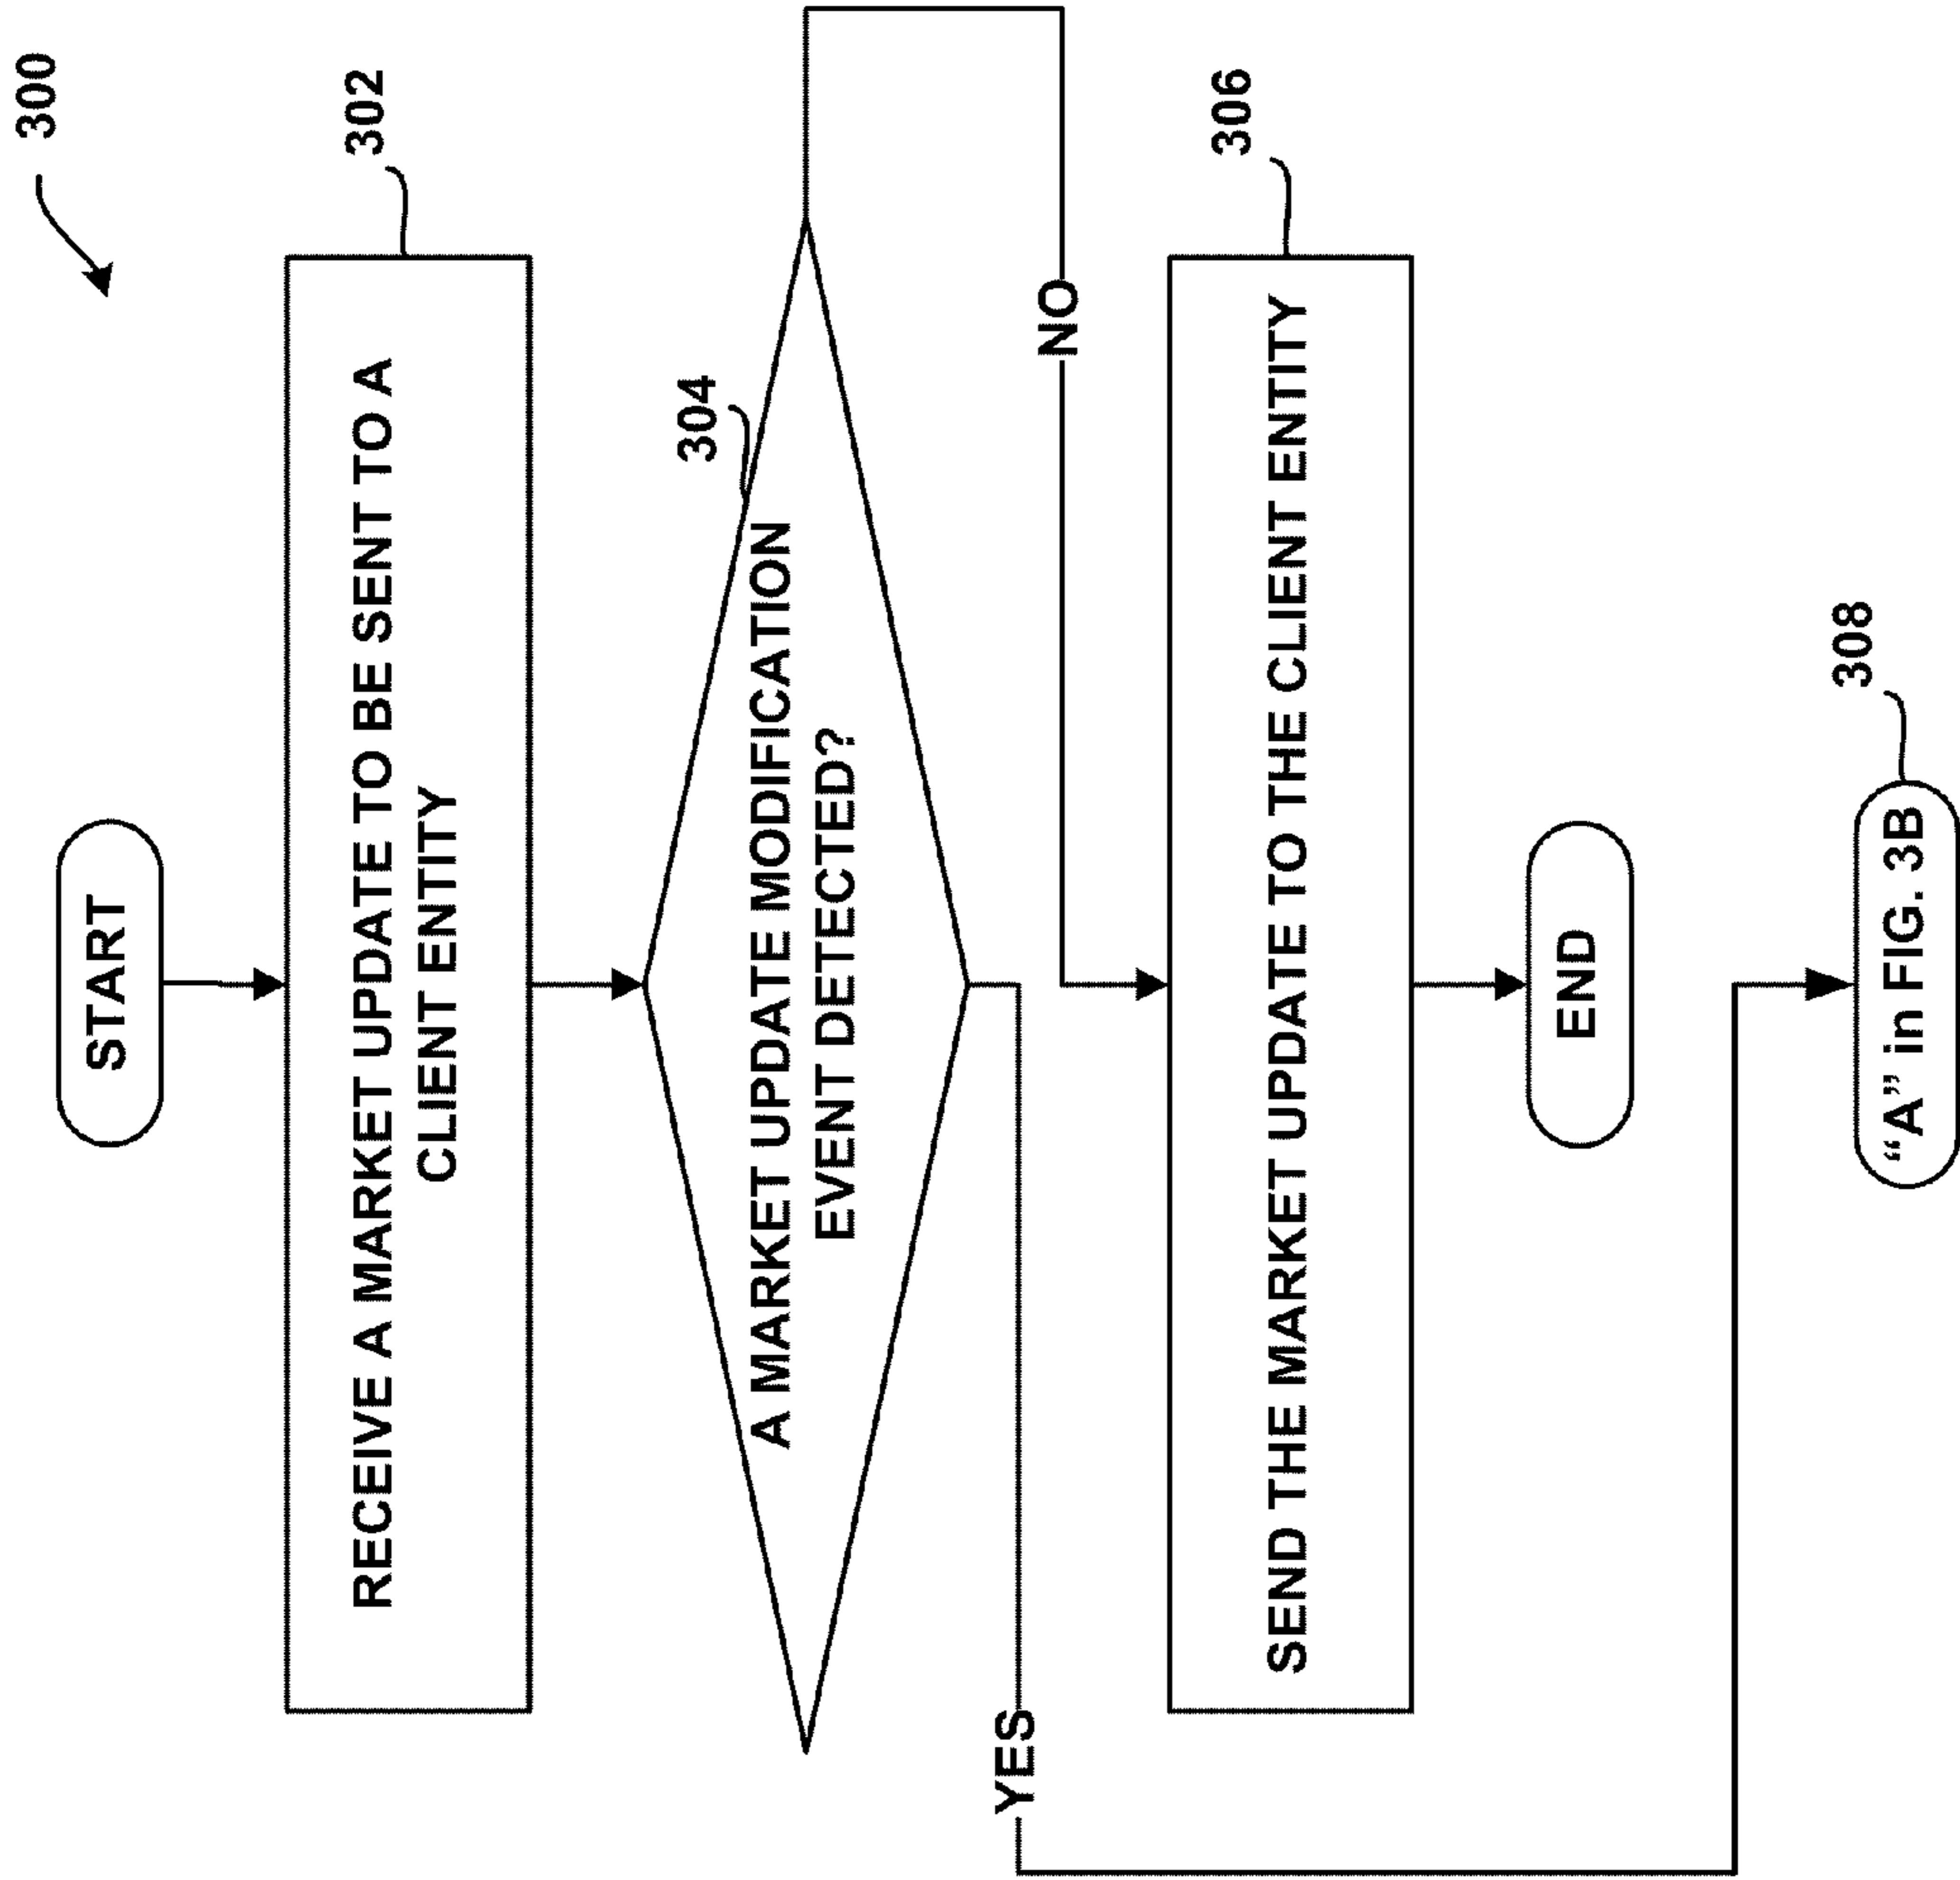 300
START
302
RECEIVE A MARKET UPDATE TO BE SENT TO A
CLIENT ENTITY
304
A MARKET UPDATE MODIFICATION
EVENT DETECTED?
YES
NO
306
SEND THE MARKET UPDATE TO THE CLIENT ENTITY
END
308
“A” in FIG. 3B